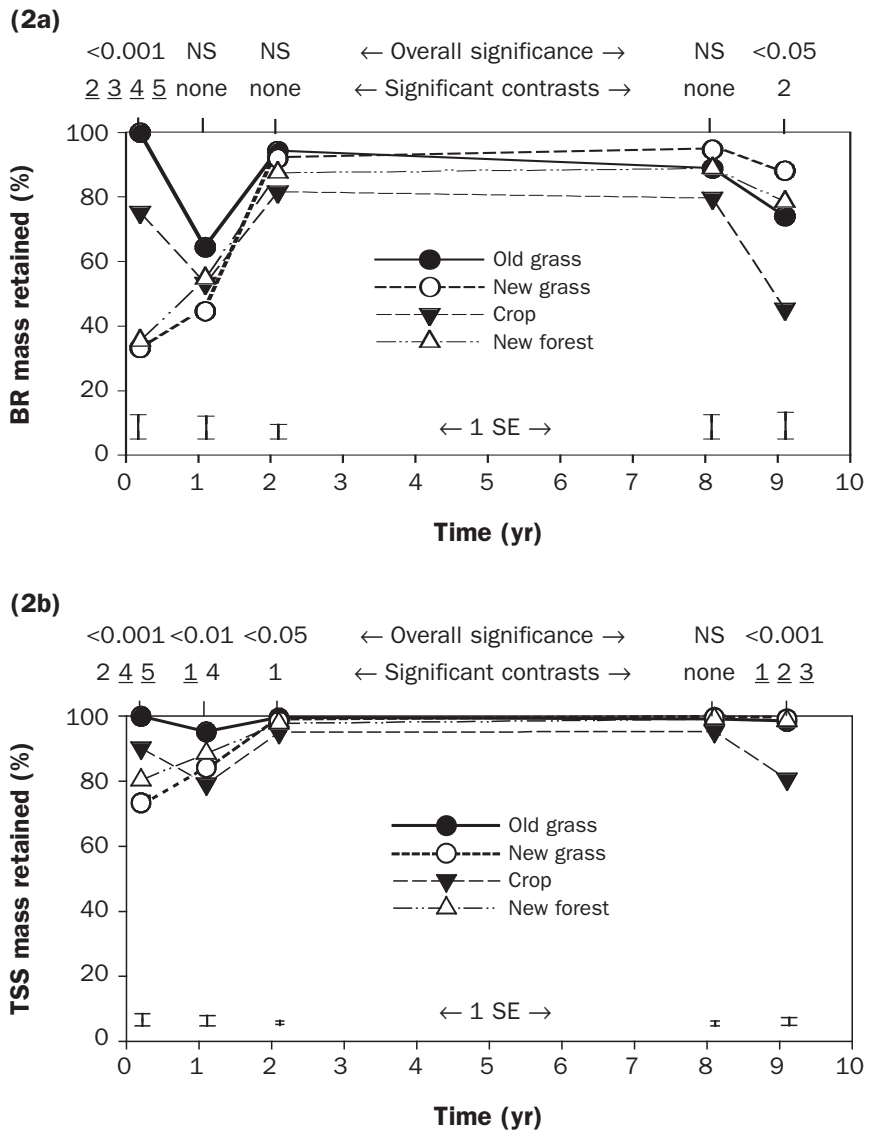 (2a)
<0.001 NS NS ← Overall significance → NS <0.05
2 3 4 5 none none ← Significant contrasts → none 2
100
80
60
40
20
0
BR mass retained (%)
Old grass
New grass
Crop
New forest
← 1 SE →
0 1 2 3 4 5 6 7 8 9 10
Time (yr)
(2b)
<0.001 <0.01 <0.05 ← Overall significance → NS <0.001
2 4 5 1 4 1 ← Significant contrasts → none 1 2 3
100
80
60
40
20
0
TSS mass retained (%)
Old grass
New grass
Crop
New forest
← 1 SE →
0 1 2 3 4 5 6 7 8 9 10
Time (yr)